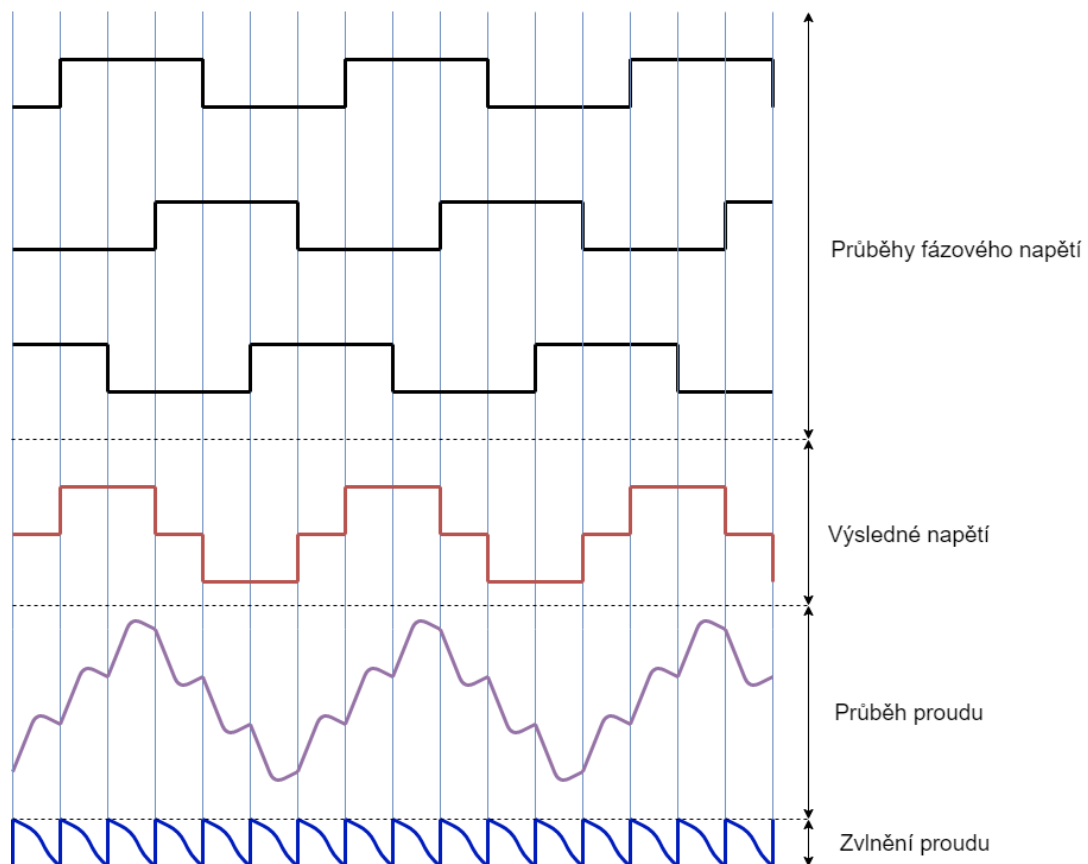 Průběhy fázového napětí
Výsledné napětí
Průběh proudu
Zvlnění proudu